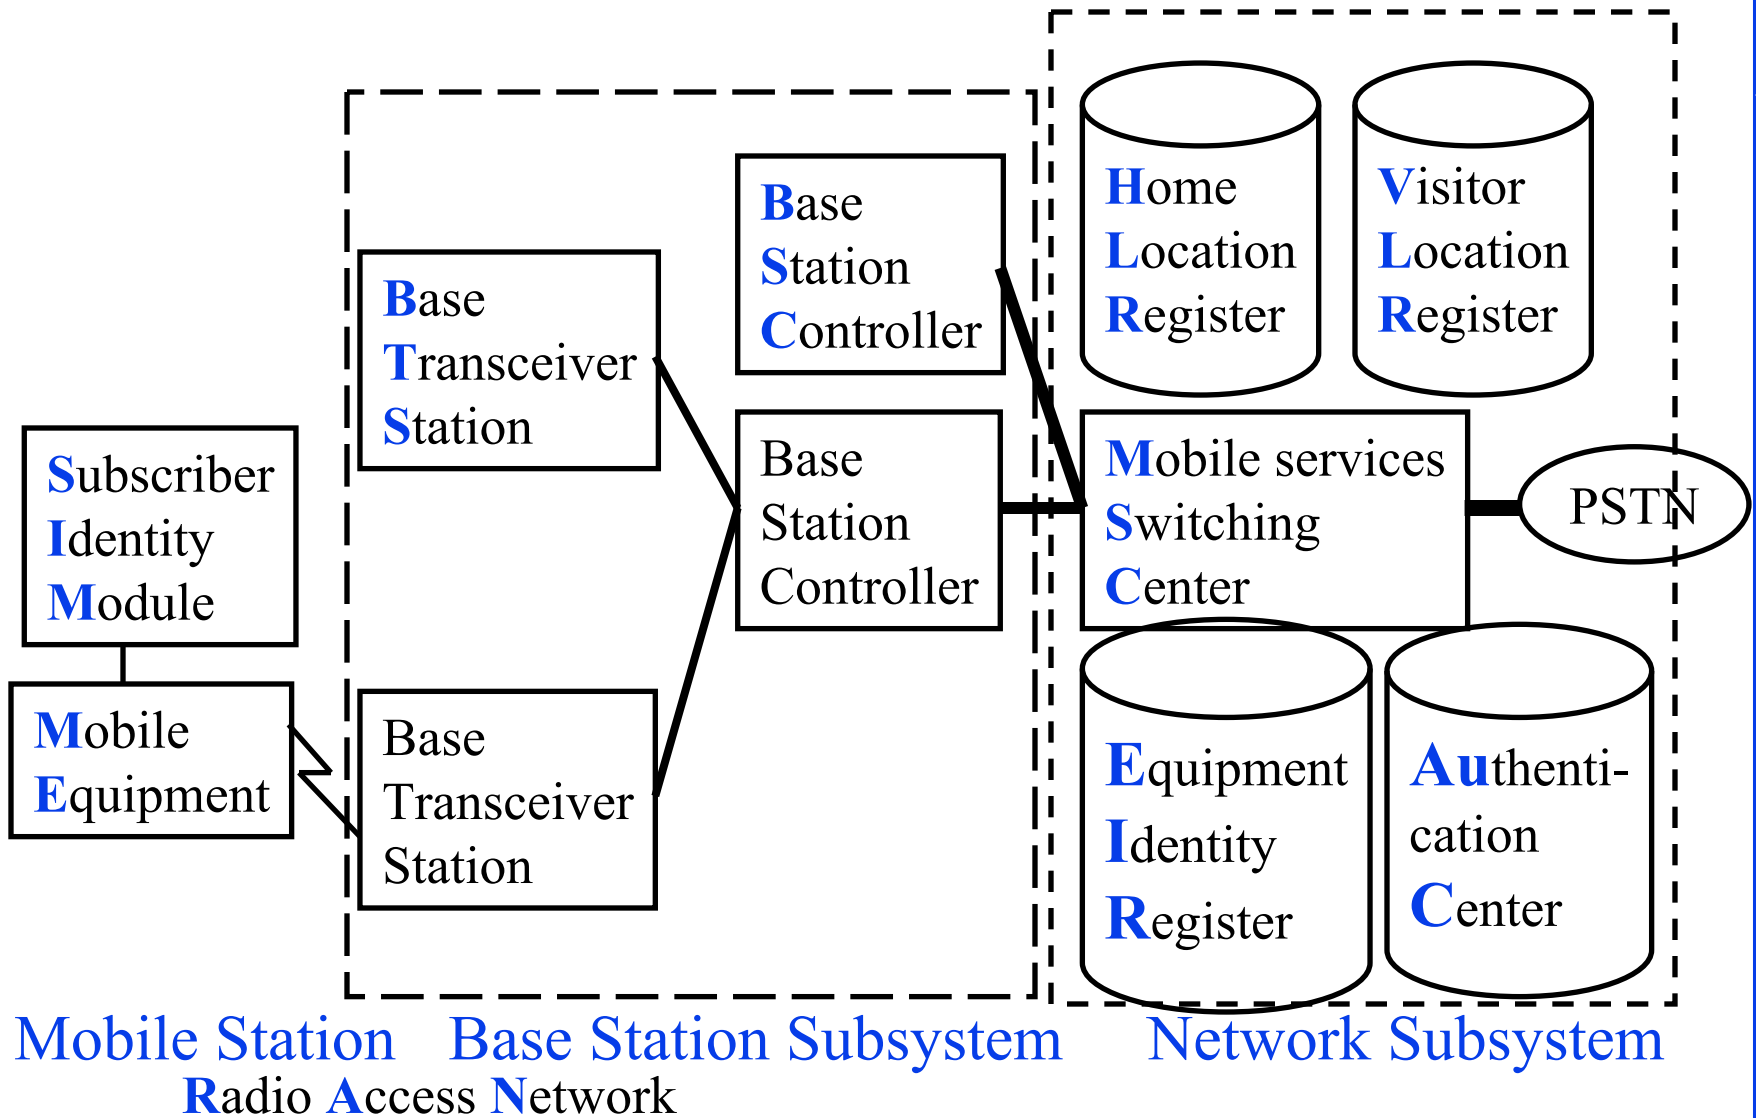 Subscriber
Identity
Module
Mobile
Equipment
Base
Transceiver
Station
Base
Transceiver
Station
Base
Station
Controller
Base
Station
Controller
Home
Location
Register
Visitor
Location
Register
Mobile services
Switching
Center
PSTN
Equipment
Identity
Register
Authenti-
cation
Center
Mobile Station
Base Station Subsystem
Network Subsystem
Radio Access Network